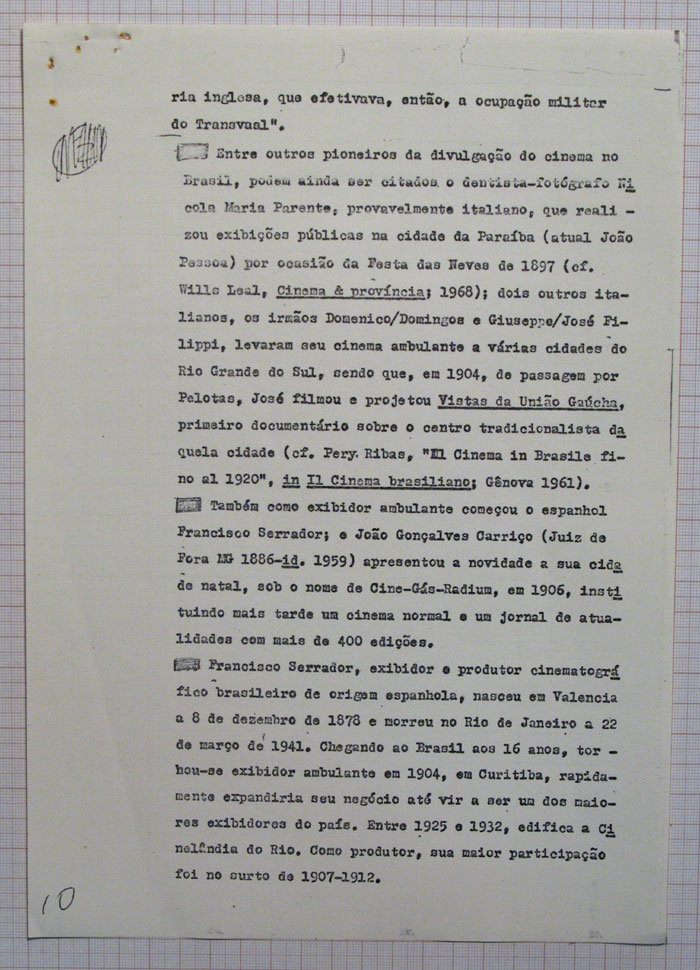 ria inglesa, que efetivava, então, a ocupação militar
do Transvaal".
Entre outros pioneiros da divulgação do cinema no
Brasil, podem ainda ser citados o dentista-fotógrafo Ni
cola Maria Parente, provavelmente italiano, que reali -
zou exibições públicas na cidade da Paraíba (atual João
Pessoa) por ocasião da Festa das Neves de 1897 (cf.
Wills Leal, Cinema & província; 1968); dois outros ita-
lianos, os irmãos Domenico/Domingos e Giuseppe/José Fi-
lippi, levaram seu cinema ambulante a várias cidades do
Rio Grande do Sul, sendo que, em 1904, de passagem por
Pelotas, José filmou e projetou Vistas da União Gaúcha,
primeiro documentário sobre o centro tradicionalista da
quela cidade (cf. Pery. Ribas, "Il Cinema in Brasile fi-
no al 1920", in Il Cinema brasiliano; Gênova 1961).
Também como exibidor ambulante começou o espanhol
Francisco Serrador; e João Gonçalves Carriço (Juiz de
Fora MG 1886-id. 1959) apresentou a novidade a sua cida
de natal, sob o nome de Cine-Gás-Radium, em 1906, insti
tuindo mais tarde um cinema normal e um jornal de atua-
lidades com mais de 400 edições.
Francisco Serrador, exibidor e produtor cinematográ
fico brasileiro de origem espanhola, nasceu em Valencia
a 8 de dezembro de 1878 e morreu no Rio de Janeiro a 22
de março de 1941. Chegando ao Brasil aos 16 anos, tor -
nou-se exibidor ambulante em 1904, em Curitiba, rapida-
mente expandiria seu negócio até vir a ser um dos maio-
res exibidores do país. Entre 1925 e 1932, edifica a Ci
nelândia do Rio. Como produtor, sua maior participação
foi no surto de 1907-1912.
10